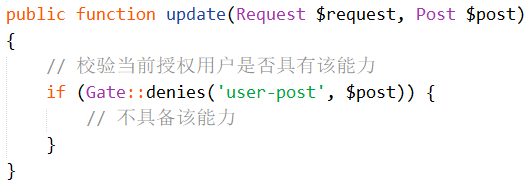 public function update(Request $request, Post $post)
{
    // 校验当前授权用户是否具有该能力
    if (Gate::denies('user-post', $post)) {
        // 不具备该能力
    }
}